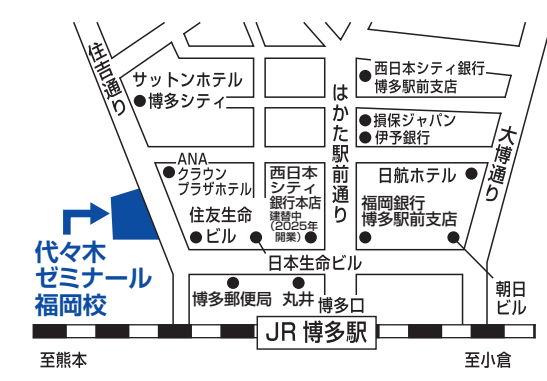 住吉通り
サットンホテル
博多シティ
はかた駅前通り
西日本シティ銀行
博多駅前支店
損保ジャパン
伊予銀行
大博通り
ANA
クラウン
プラザホテル
西日本
シティ
銀行本店
建替中
(2025年
開業)
日航ホテル
住友生命
ビル
福岡銀行
博多駅前支店
代々木
ゼミナール
福岡校
日本生命ビル
博多郵便局
丸井
博多口
朝日
ビル
JR 博多駅
至熊本
至小倉